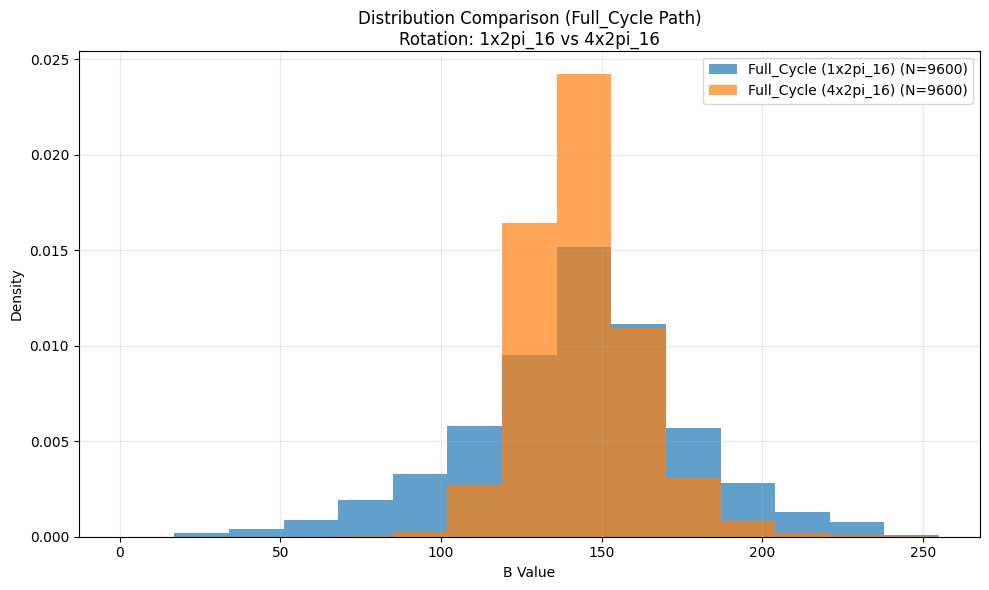 Distribution Comparison (Full_Cycle Path)
Rotation: 1x2pi_16 vs 4x2pi_16
Full_Cycle (1x2pi_16) (N=9600)
Full_Cycle (4x2pi_16) (N=9600)
0.025
0.020
0.015
0.010
0.005
0.000
Density
0 50 100 150 200 250
B Value